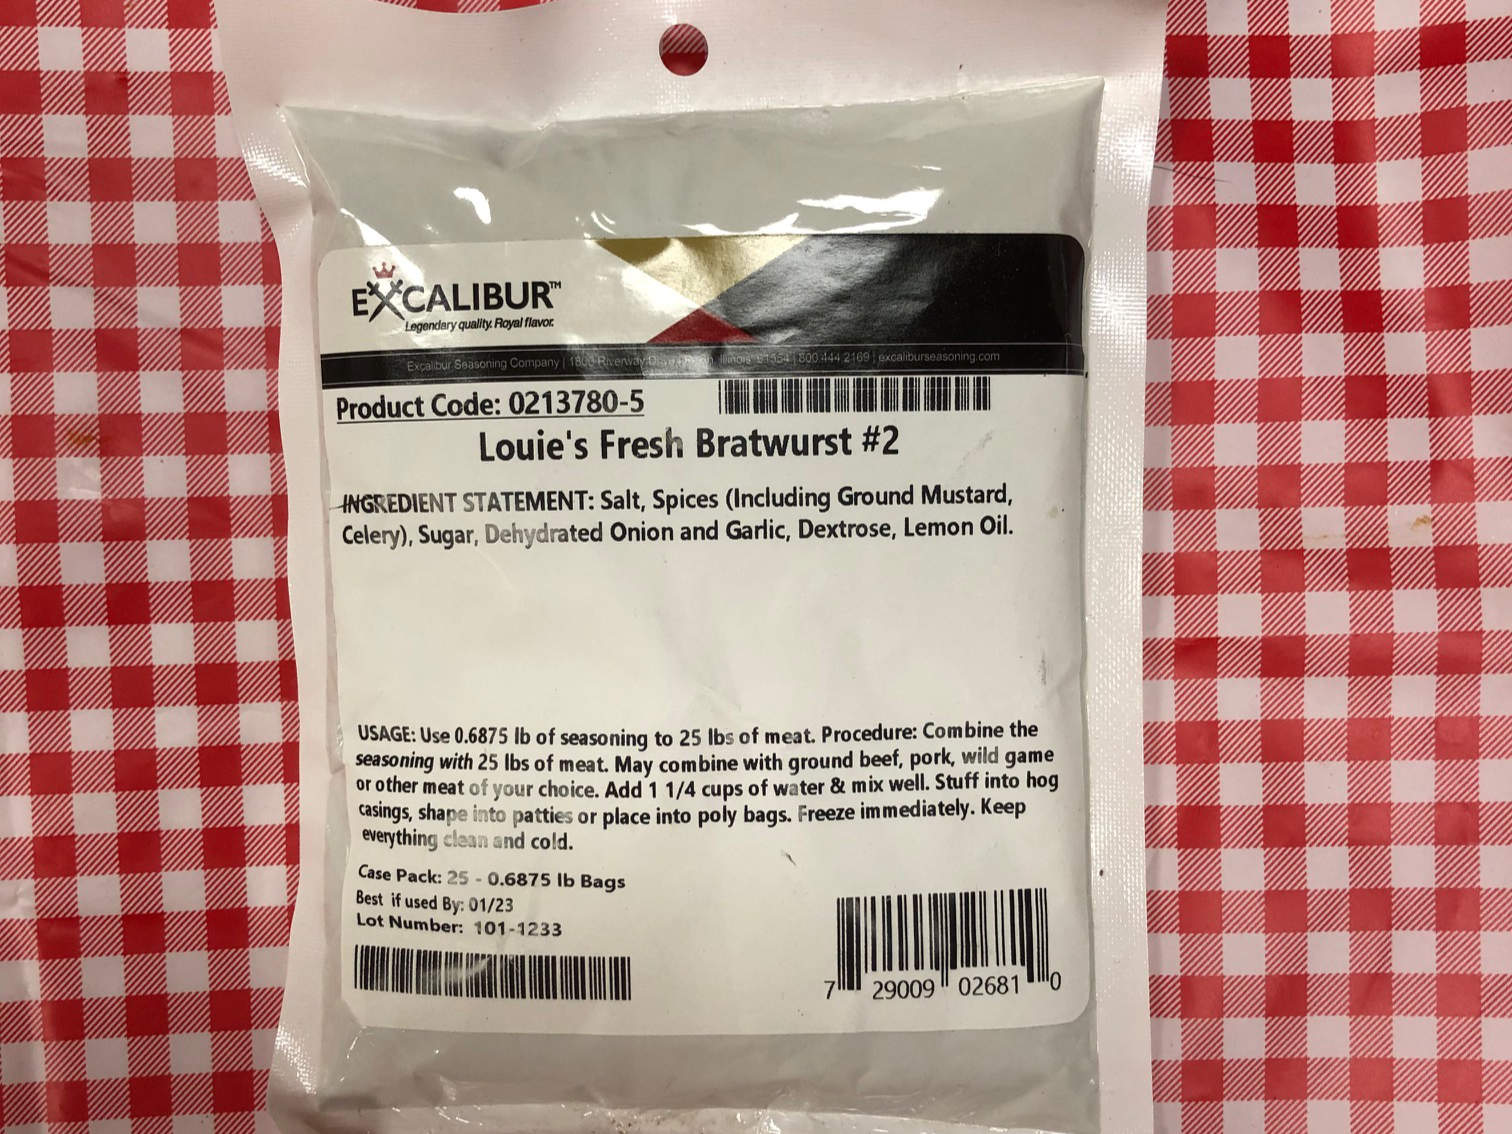 EXCALIBUR™
Legendary quality. Royal flavor.
Excalibur Seasoning Company | 1800 Riverway Illinois 61554 | 800.444.2169 | excaliburseasoning.com
Product Code: 0213780-5
Louie's Fresh Bratwurst #2
INGREDIENT STATEMENT: Salt, Spices (Including Ground Mustard,
Celery), Sugar, Dehydrated Onion and Garlic, Dextrose, Lemon Oil.
USAGE: Use 0.6875 lb of seasoning to 25 lbs of meat. Procedure: Combine the
seasoning with 25 lbs of meat. May combine with ground beef, pork, wild game
or other meat of your choice. Add 1 1/4 cups of water & mix well. Stuff into hog
casings, shape into patties or place into poly bags. Freeze immediately. Keep
everything clean and cold.
Case Pack: 25 - 0.6875 lb Bags
Best if used By: 01/23
Lot Number: 101-1233
7 29009 02681 0